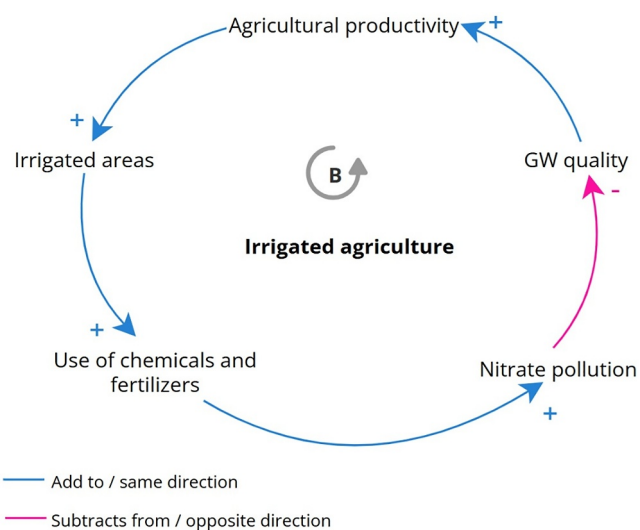 Agricultural productivity
+
+
Irrigated areas
GW quality
-
B
Irrigated agriculture
+
Use of chemicals and
fertilizers
Nitrate pollution
+
Add to / same direction
Subtracts from / opposite direction